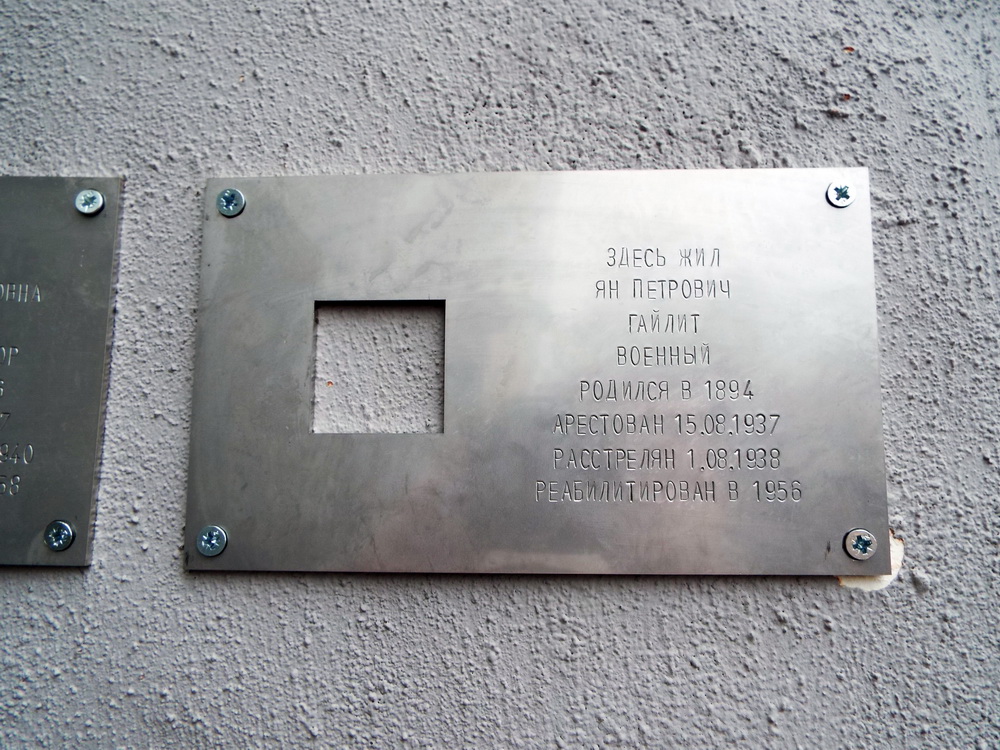 ЗДЕСЬ ЖИЛ
ЯН ПЕТРОВИЧ
ГАЙЛИТ
ВОЕННЫЙ
РОДИЛСЯ В 1894
АРЕСТОВАН 15.08.1937
РАССТРЕЛЯН 1.08.1938
РЕАБИЛИТИРОВАН В 1956